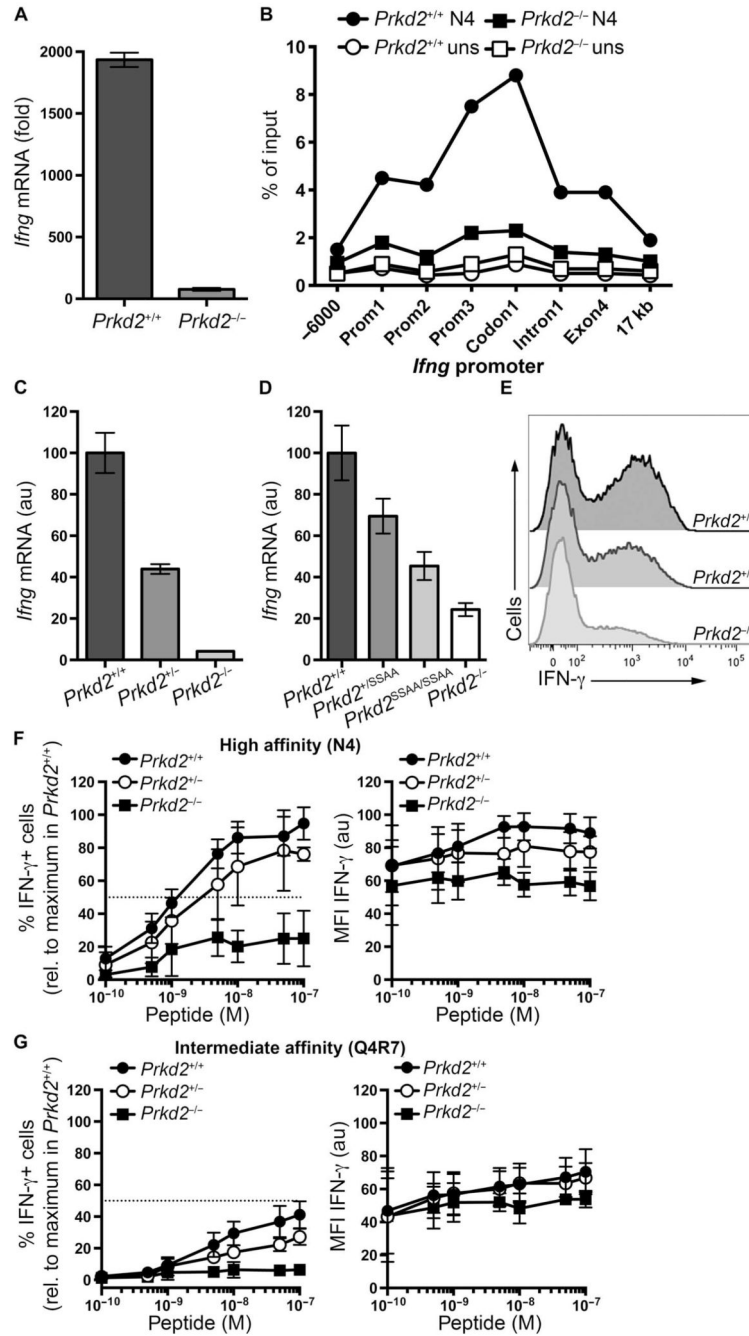 A
2000
1500
1000
500
0
Ifng mRNA (fold)
Prkd2+/+
Prkd2−/−
B
Prkd2+/+ N4
Prkd2−/− N4
Prkd2+/+ uns
Prkd2−/− uns
10
8
6
4
2
0
% of input
−6000
Prom1
Prom2
Prom3
Codon1
Intron1
Exon4
17 kb
Ifng promoter
C
120
100
80
60
40
20
0
Ifng mRNA (au)
Prkd2+/+
Prkd2+/−
Prkd2−/−
D
120
100
80
60
40
20
0
Ifng mRNA (au)
Prkd2+/+
Prkd2+/SSAA
Prkd2SSAA/SSAA
Prkd2−/−
E
Cells
Prkd2+/
Prkd2+/
Prkd2−/
0 10² 10³ 10⁴ 10⁵
IFN-γ
F
High affinity (N4)
Prkd2+/+
Prkd2+/−
Prkd2−/−
120
100
80
60
40
20
0
% IFN-γ+ cells
(rel. to maximum in Prkd2+/+)
10−10 10−9 10−8 10−7
Peptide (M)
Prkd2+/+
Prkd2+/−
Prkd2−/−
120
100
80
60
40
20
0
MFI IFN-γ (au)
10−10 10−9 10−8 10−7
Peptide (M)
G
Intermediate affinity (Q4R7)
Prkd2+/+
Prkd2+/−
Prkd2−/−
120
100
80
60
40
20
0
% IFN-γ+ cells
(rel. to maximum in Prkd2+/+)
10−10 10−9 10−8 10−7
Peptide (M)
Prkd2+/+
Prkd2+/−
Prkd2−/−
120
100
80
60
40
20
0
MFI IFN-γ (au)
10−10 10−9 10−8 10−7
Peptide (M)